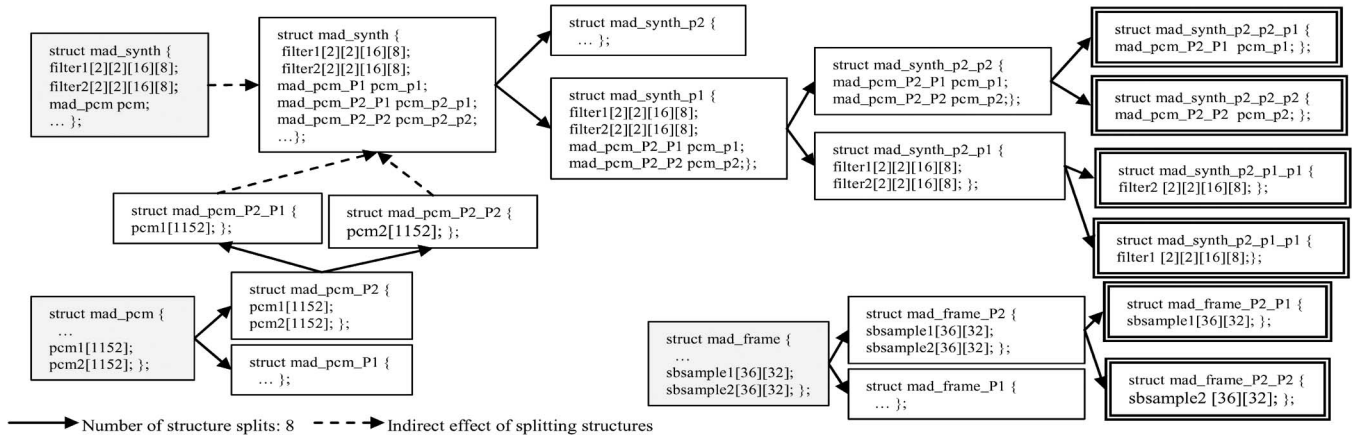 struct mad_synth {
filter1[2][2][16][8];
filter2[2][2][16][8];
mad_pcm pcm;
... };
struct mad_synth {
filter1[2][2][16][8];
filter2[2][2][16][8];
mad_pcm_P1 pcm_p1;
mad_pcm_P2_P1 pcm_p2_p1;
mad_pcm_P2_P2 pcm_p2_p2;
...};
struct mad_synth_p2 {
... };
struct mad_synth_p1 {
filter1[2][2][16][8];
filter2[2][2][16][8];
mad_pcm_P2_P1 pcm_p1;
mad_pcm_P2_P2 pcm_p2;};
struct mad_synth_p2_p2 {
mad_pcm_P2_P1 pcm_p1;
mad_pcm_P2_P2 pcm_p2;};
struct mad_synth_p2_p1 {
filter1[2][2][16][8];
filter2[2][2][16][8]; };
struct mad_synth_p2_p2_p1 {
mad_pcm_P2_P1 pcm_p1; };
struct mad_synth_p2_p2_p2 {
mad_pcm_P2_P2 pcm_p2; };
struct mad_synth_p2_p1_p1 {
filter2 [2][2][16][8]; };
struct mad_synth_p2_p1_p1 {
filter1 [2][2][16][8];};
struct mad_pcm_P2_P1 {
pcm1[1152]; };
struct mad_pcm_P2_P2 {
pcm2[1152]; };
struct mad_pcm {
...
pcm1[1152];
pcm2[1152]; };
struct mad_pcm_P2 {
pcm1[1152];
pcm2[1152]; };
struct mad_pcm_P1 {
... };
struct mad_frame {
...
sbsample1[36][32];
sbsample2[36][32]; };
struct mad_frame_P2 {
sbsample1[36][32];
sbsample2[36][32]; };
struct mad_frame_P1 {
... };
struct mad_frame_P2_P1 {
sbsample1[36][32]; };
struct mad_frame_P2_P2 {
sbsample2 [36][32]; };
Number of structure splits: 8
Indirect effect of splitting structures